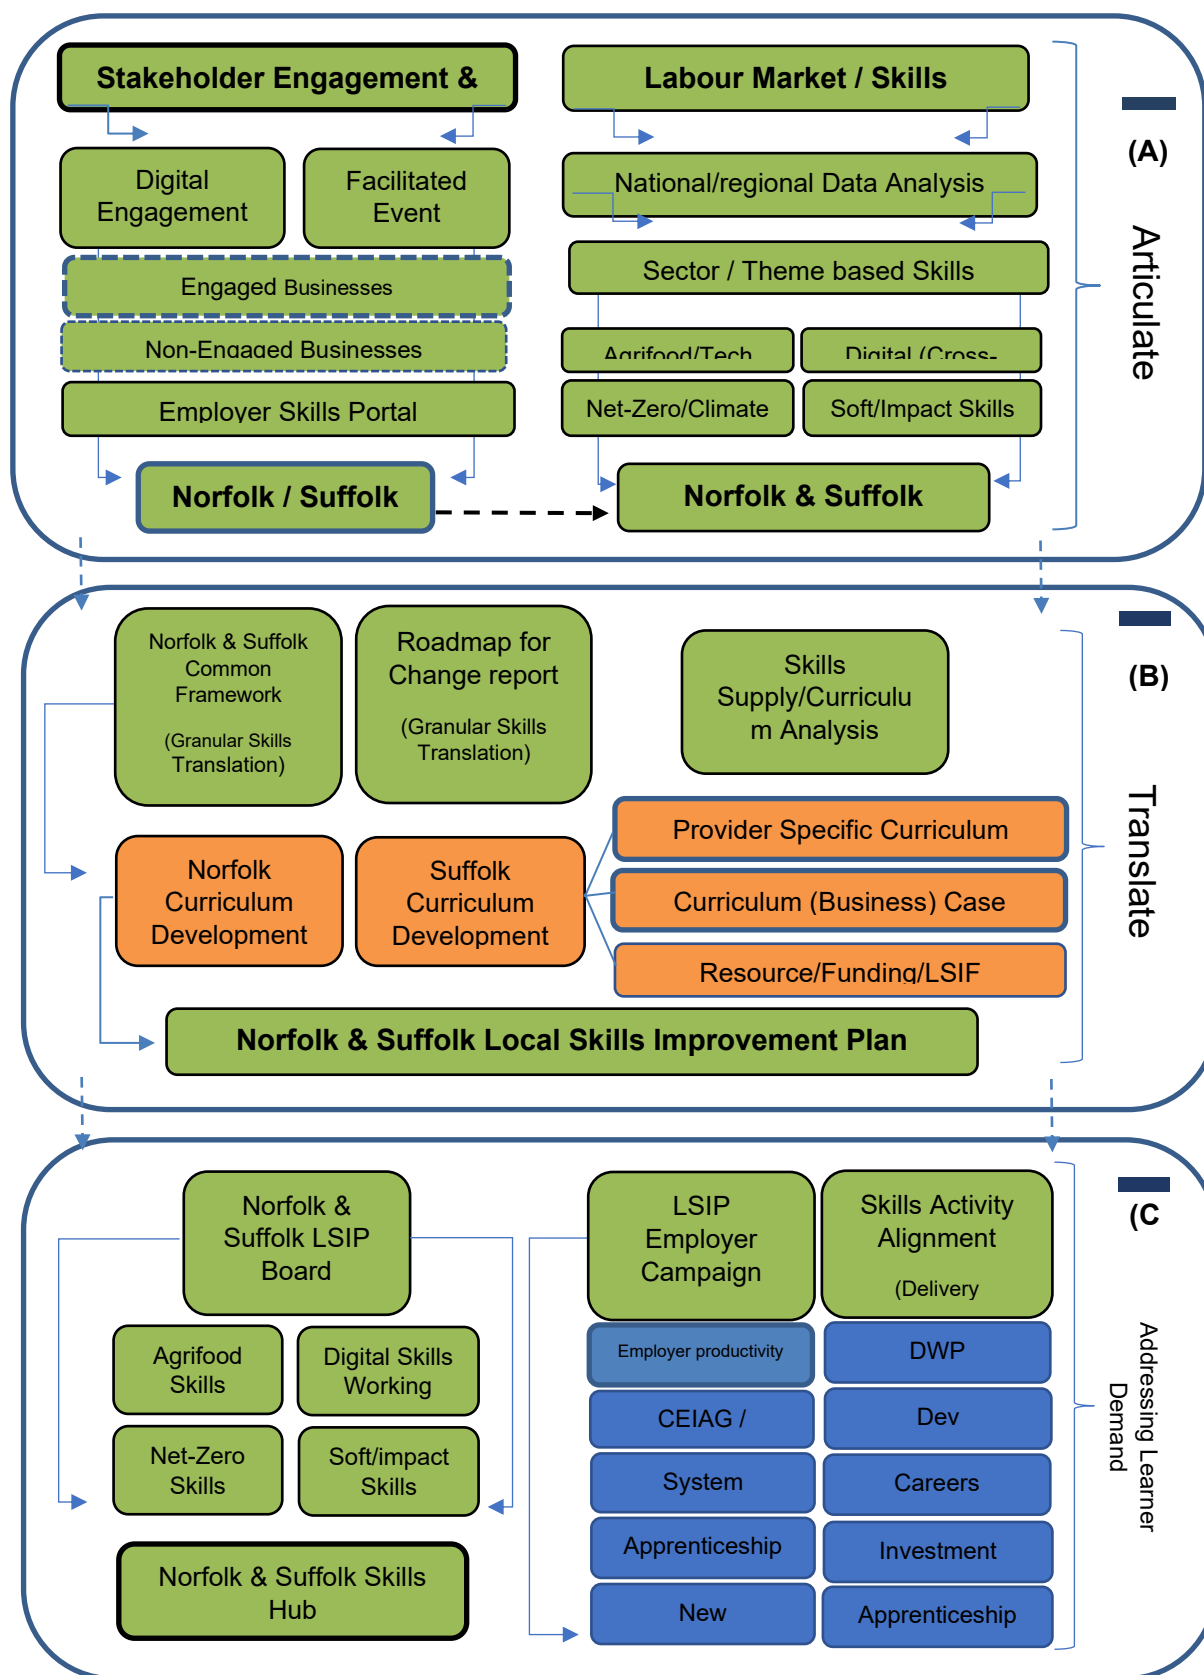 Stakeholder Engagement &
Labour Market / Skills
(A)
Articulate
Digital
Engagement
Facilitated
Event
National/regional Data Analysis
Engaged Businesses
Sector / Theme based Skills
Non-Engaged Businesses
Agrifood/Tech
Digital (Cross-
Employer Skills Portal
Net-Zero/Climate
Soft/Impact Skills
Norfolk / Suffolk
Norfolk & Suffolk
(B)
Translate
Norfolk & Suffolk
Common
Framework
(Granular Skills
Translation)
Roadmap for
Change report
(Granular Skills
Translation)
Skills
Supply/Curriculu
m Analysis
Norfolk
Curriculum
Development
Suffolk
Curriculum
Development
Provider Specific Curriculum
Curriculum (Business) Case
Resource/Funding/LSIF
Norfolk & Suffolk Local Skills Improvement Plan
(C
Addressing Learner
Demand
Norfolk &
Suffolk LSIP
Board
Agrifood
Skills
Digital Skills
Working
Net-Zero
Skills
Soft/impact
Skills
Norfolk & Suffolk Skills
Hub
LSIP
Employer
Campaign
Skills Activity
Alignment
(Delivery
Employer productivity
DWP
CEIAG /
Dev
System
Careers
Apprenticeship
Investment
New
Apprenticeship